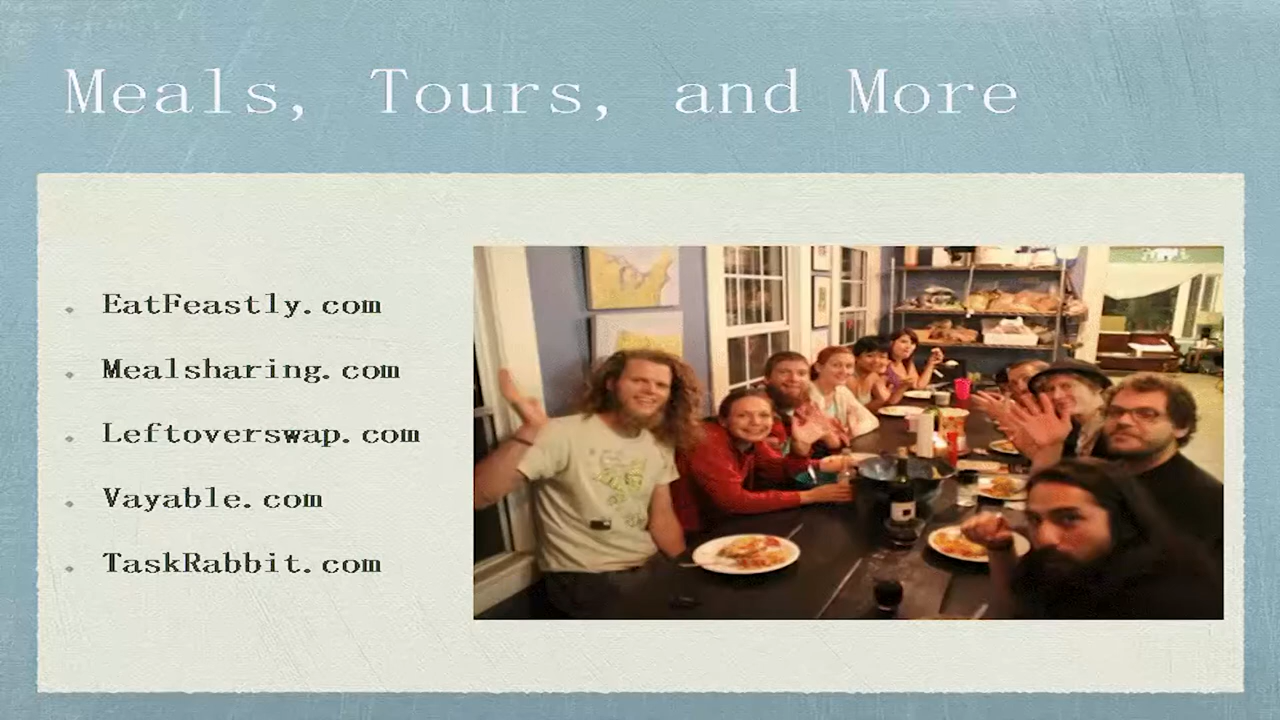 Meals, Tours, and More
EatFeastly.com
Mealsharing.com
Leftoverswap.com
Vayable.com
TaskRabbit.com